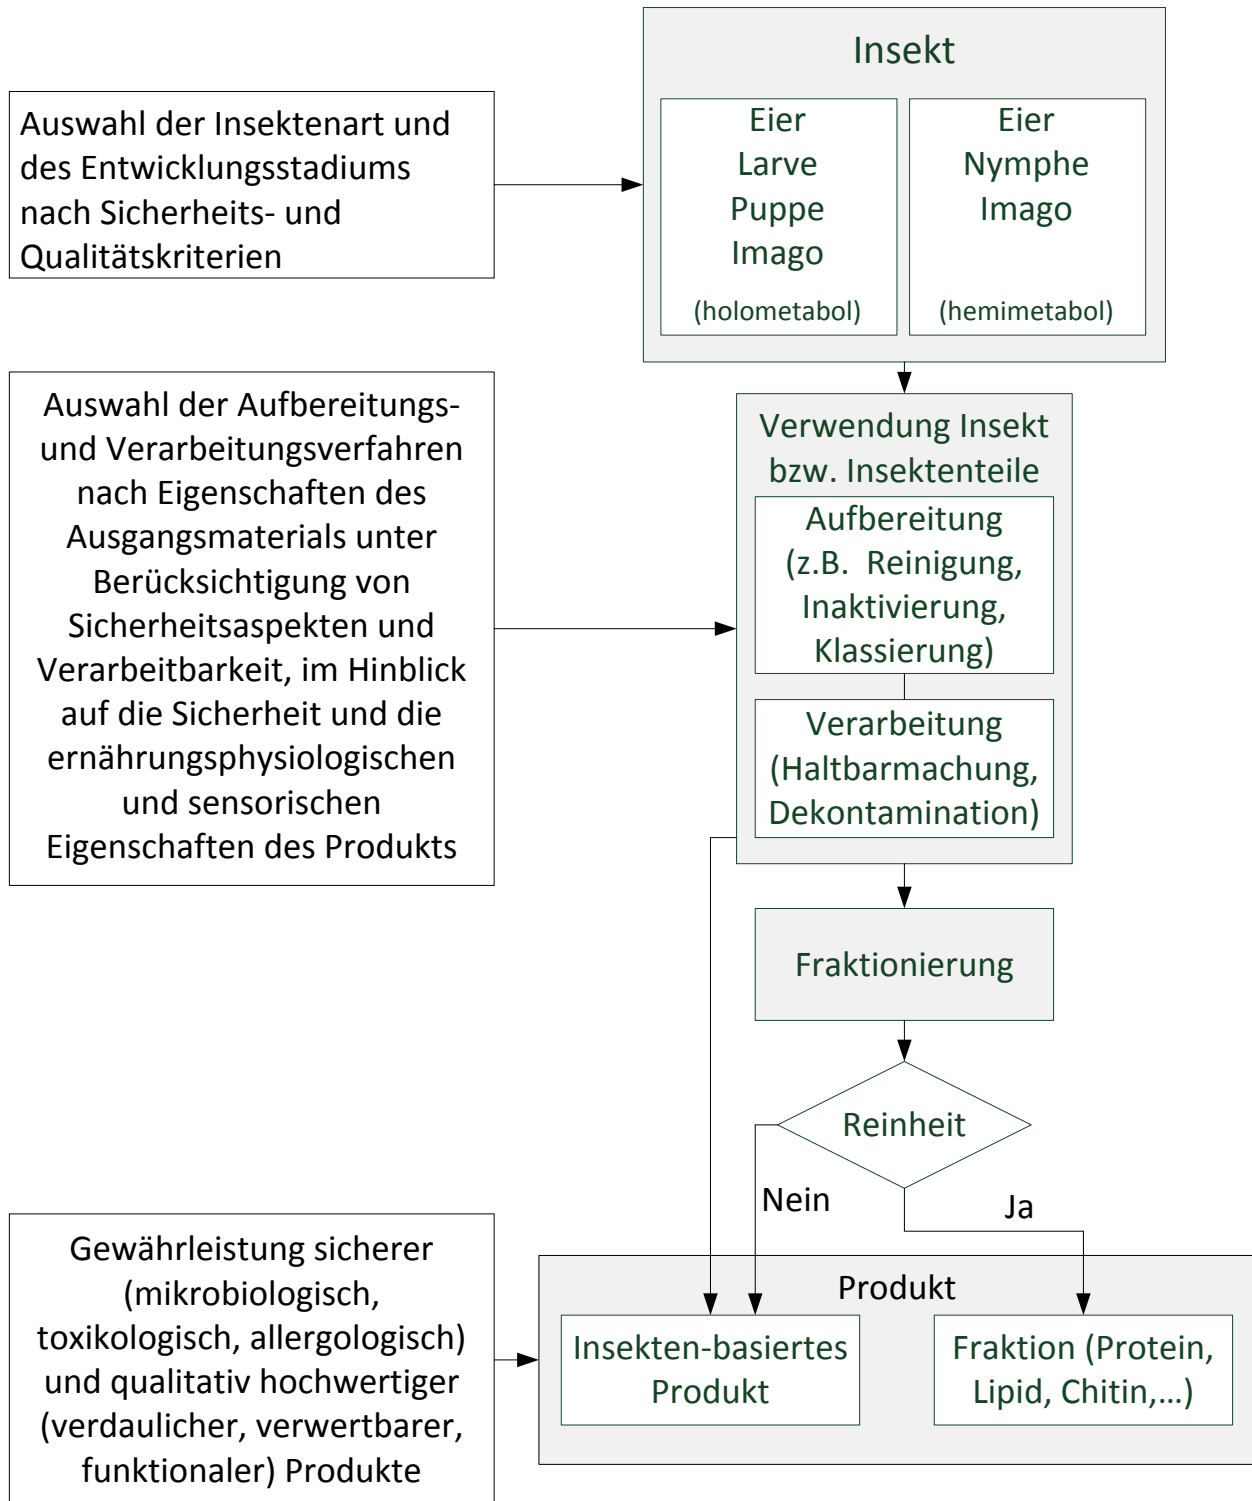 Insekt
Auswahl der Insektenart und
des Entwicklungsstadiums
nach Sicherheits- und
Qualitätskriterien
Eier
Larve
Puppe
Imago
(holometabol)
Eier
Nymphe
Imago
(hemimetabol)
Auswahl der Aufbereitungs-
und Verarbeitungsverfahren
nach Eigenschaften des
Ausgangsmaterials unter
Berücksichtigung von
Sicherheitsaspekten und
Verarbeitbarkeit, im Hinblick
auf die Sicherheit und die
ernährungsphysiologischen
und sensorischen
Eigenschaften des Produkts
Verwendung Insekt
bzw. Insektenteile
Aufbereitung
(z.B. Reinigung,
Inaktivierung,
Klassierung)
Verarbeitung
(Haltbarmachung,
Dekontamination)
Fraktionierung
Reinheit
Nein
Ja
Gewährleistung sicherer
(mikrobiologisch,
toxikologisch, allergologisch)
und qualitativ hochwertiger
(verdaulicher, verwertbarer,
funktionaler) Produkte
Produkt
Insekten-basiertes
Produkt
Fraktion (Protein,
Lipid, Chitin,...)